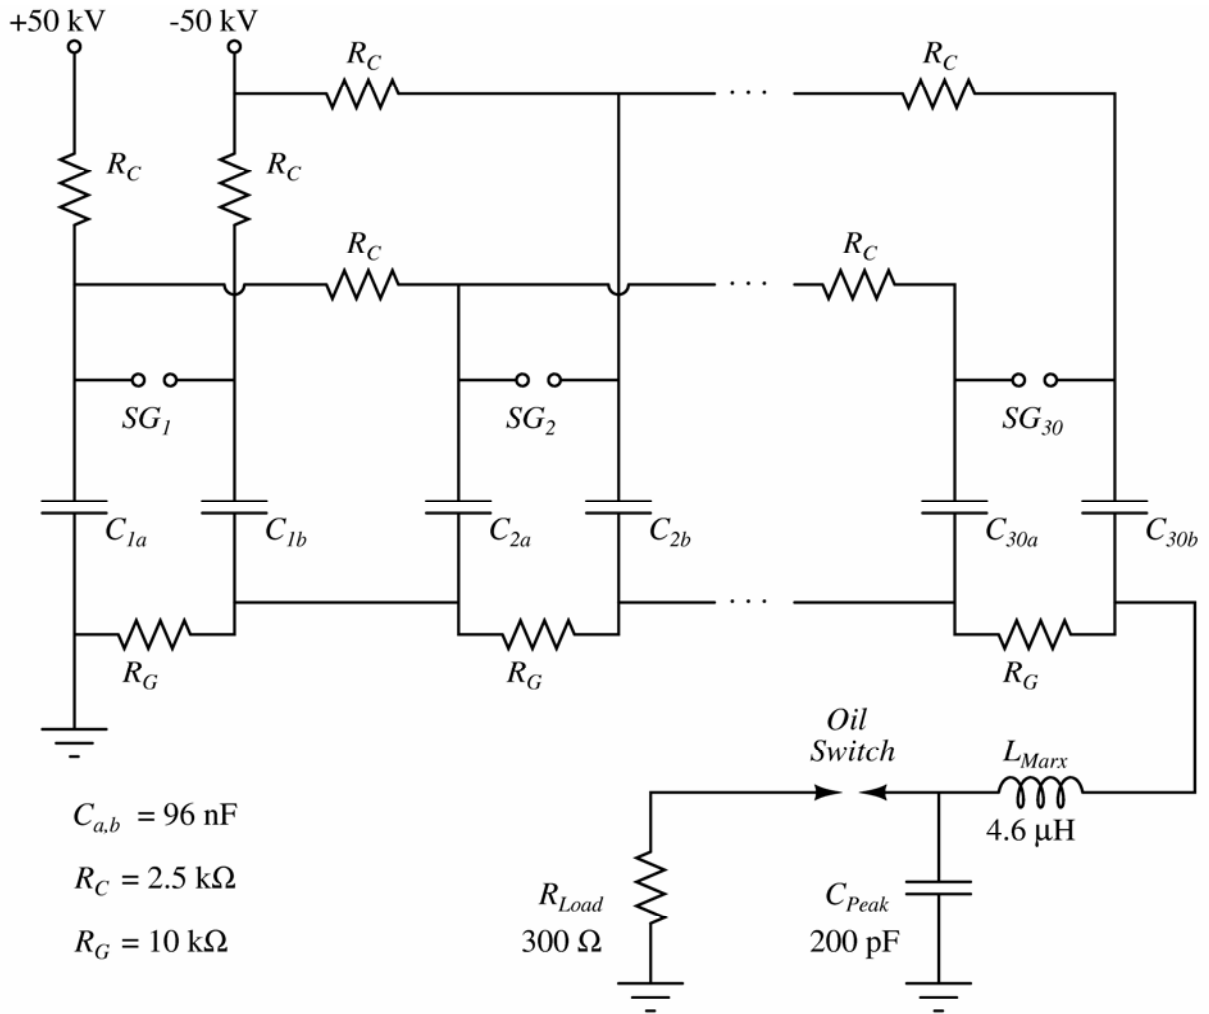 +50 kV -50 kV
R_C R_C
R_C R_C
R_C R_C
SG_1 SG_2 SG_30
C_1a C_1b C_2a C_2b C_30a C_30b
R_G R_G R_G
Oil
Switch
L_Marx
4.6 μH
C_a,b = 96 nF
R_C = 2.5 kΩ
R_G = 10 kΩ
R_Load
300 Ω
C_Peak
200 pF